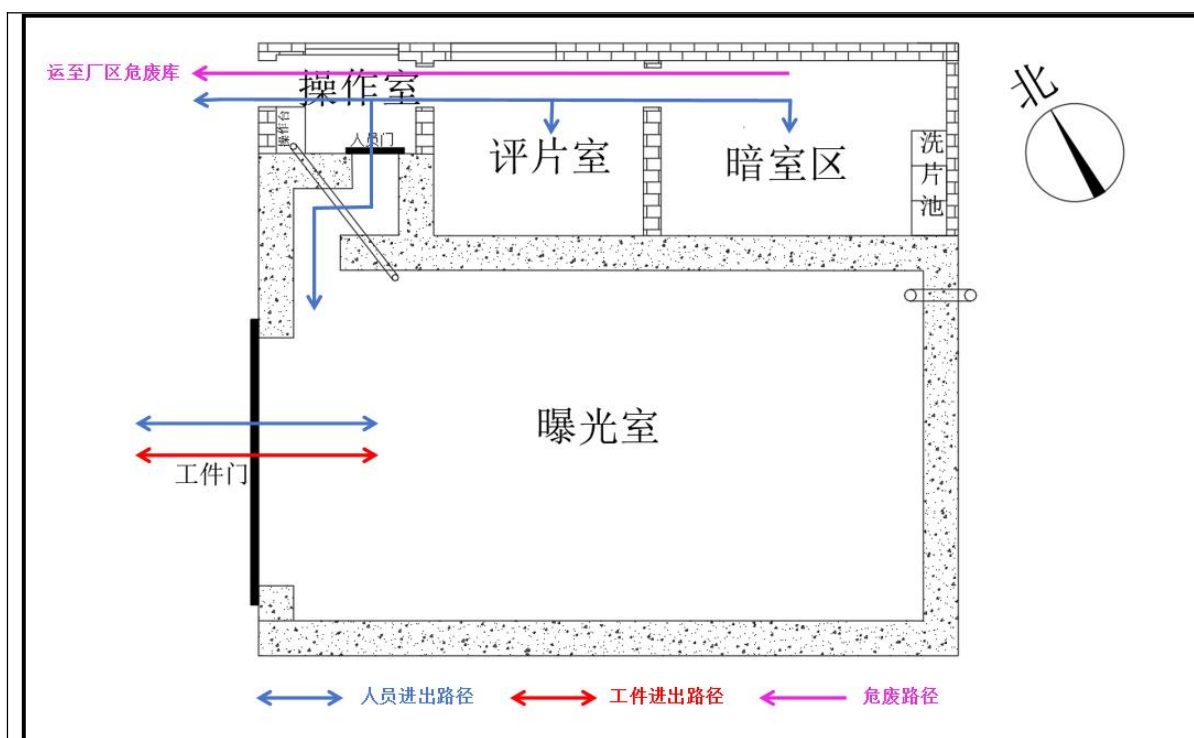 运至厂区危废库
操作室
操作台
人员门
评片室
暗室区
洗片池
北
曝光室
工件门
人员进出路径
工件进出路径
危废路径